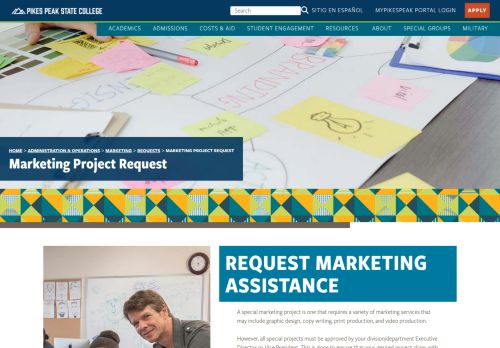 PIKES PEAK STATE COLLEGE
Search
SITIO EN ESPAÑOL
MYPIKESPEAK PORTAL LOGIN
APPLY
ACADEMICS ADMISSIONS COSTS & AID STUDENT ENGAGEMENT RESOURCES ABOUT SPECIAL GROUPS MILITARY
BRANDING
HOME > ADMINISTRATION & OPERATIONS > MARKETING > REQUESTS > MARKETING PROJECT REQUEST
Marketing Project Request
REQUEST MARKETING
ASSISTANCE
A special marketing project is one that requires a variety of marketing services that
may include graphic design, copy writing, print production, and video production.
However, all special projects must be approved by your division/department Executive
Director or Vice President. This is done to ensure that your desired project aligns with